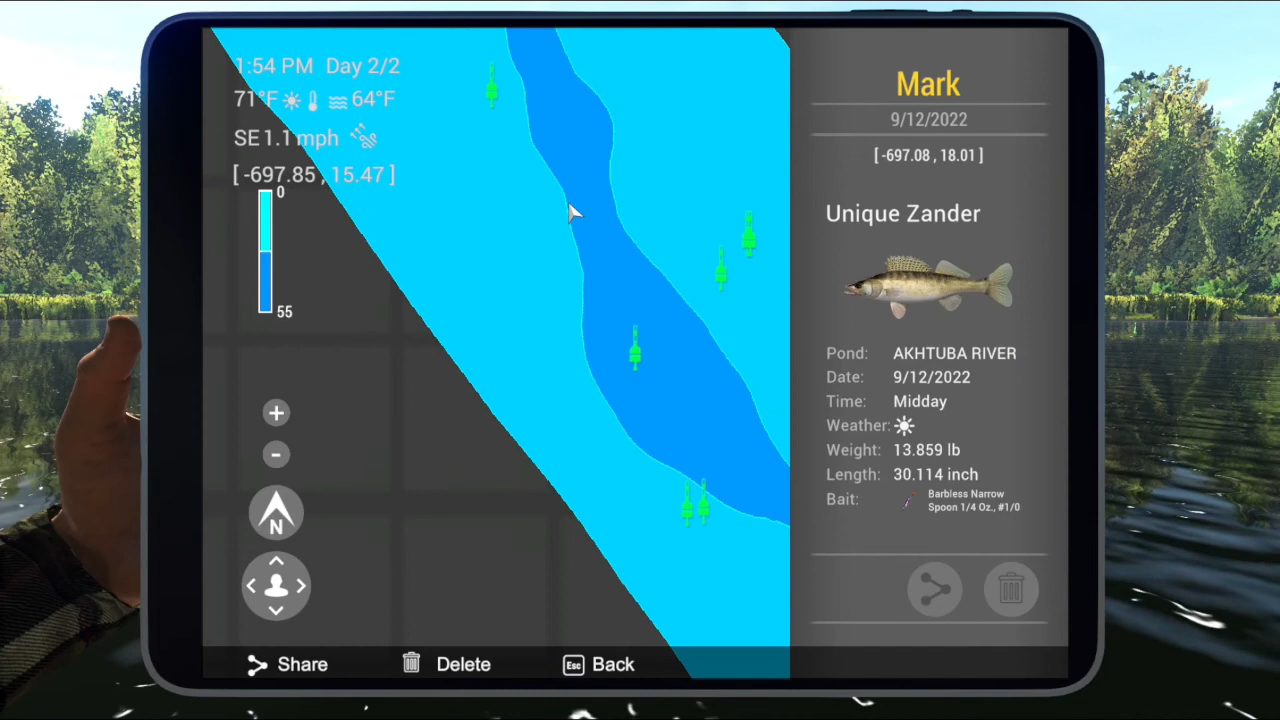 1:54 PM Day 2/2
71°F 64°F
SE 1.1 mph
[ -697.85 , 15.47 ]
0
55
+
-
N
Mark
9/12/2022
[ -697.08 , 18.01 ]
Unique Zander
Pond: AKHTUBA RIVER
Date: 9/12/2022
Time: Midday
Weather:
Weight: 13.859 lb
Length: 30.114 inch
Bait: Barbless Narrow
Spoon 1/4 Oz., #1/0
Share Delete Esc Back